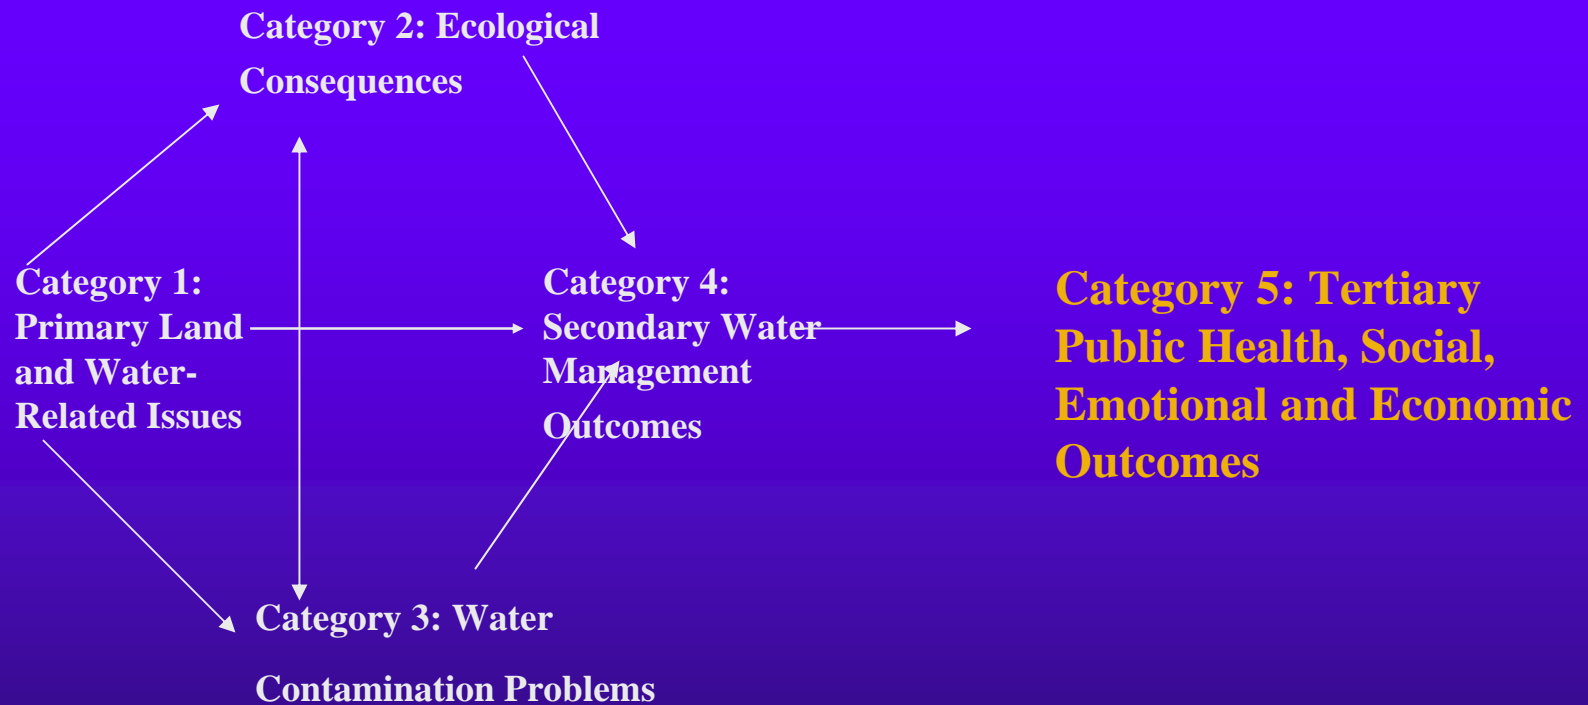 Category 2: Ecological
Consequences
Category 1:
Primary Land
and Water-
Related Issues
Category 4:
Secondary Water
Management
Outcomes
Category 5: Tertiary
Public Health, Social,
Emotional and Economic
Outcomes
Category 3: Water
Contamination Problems